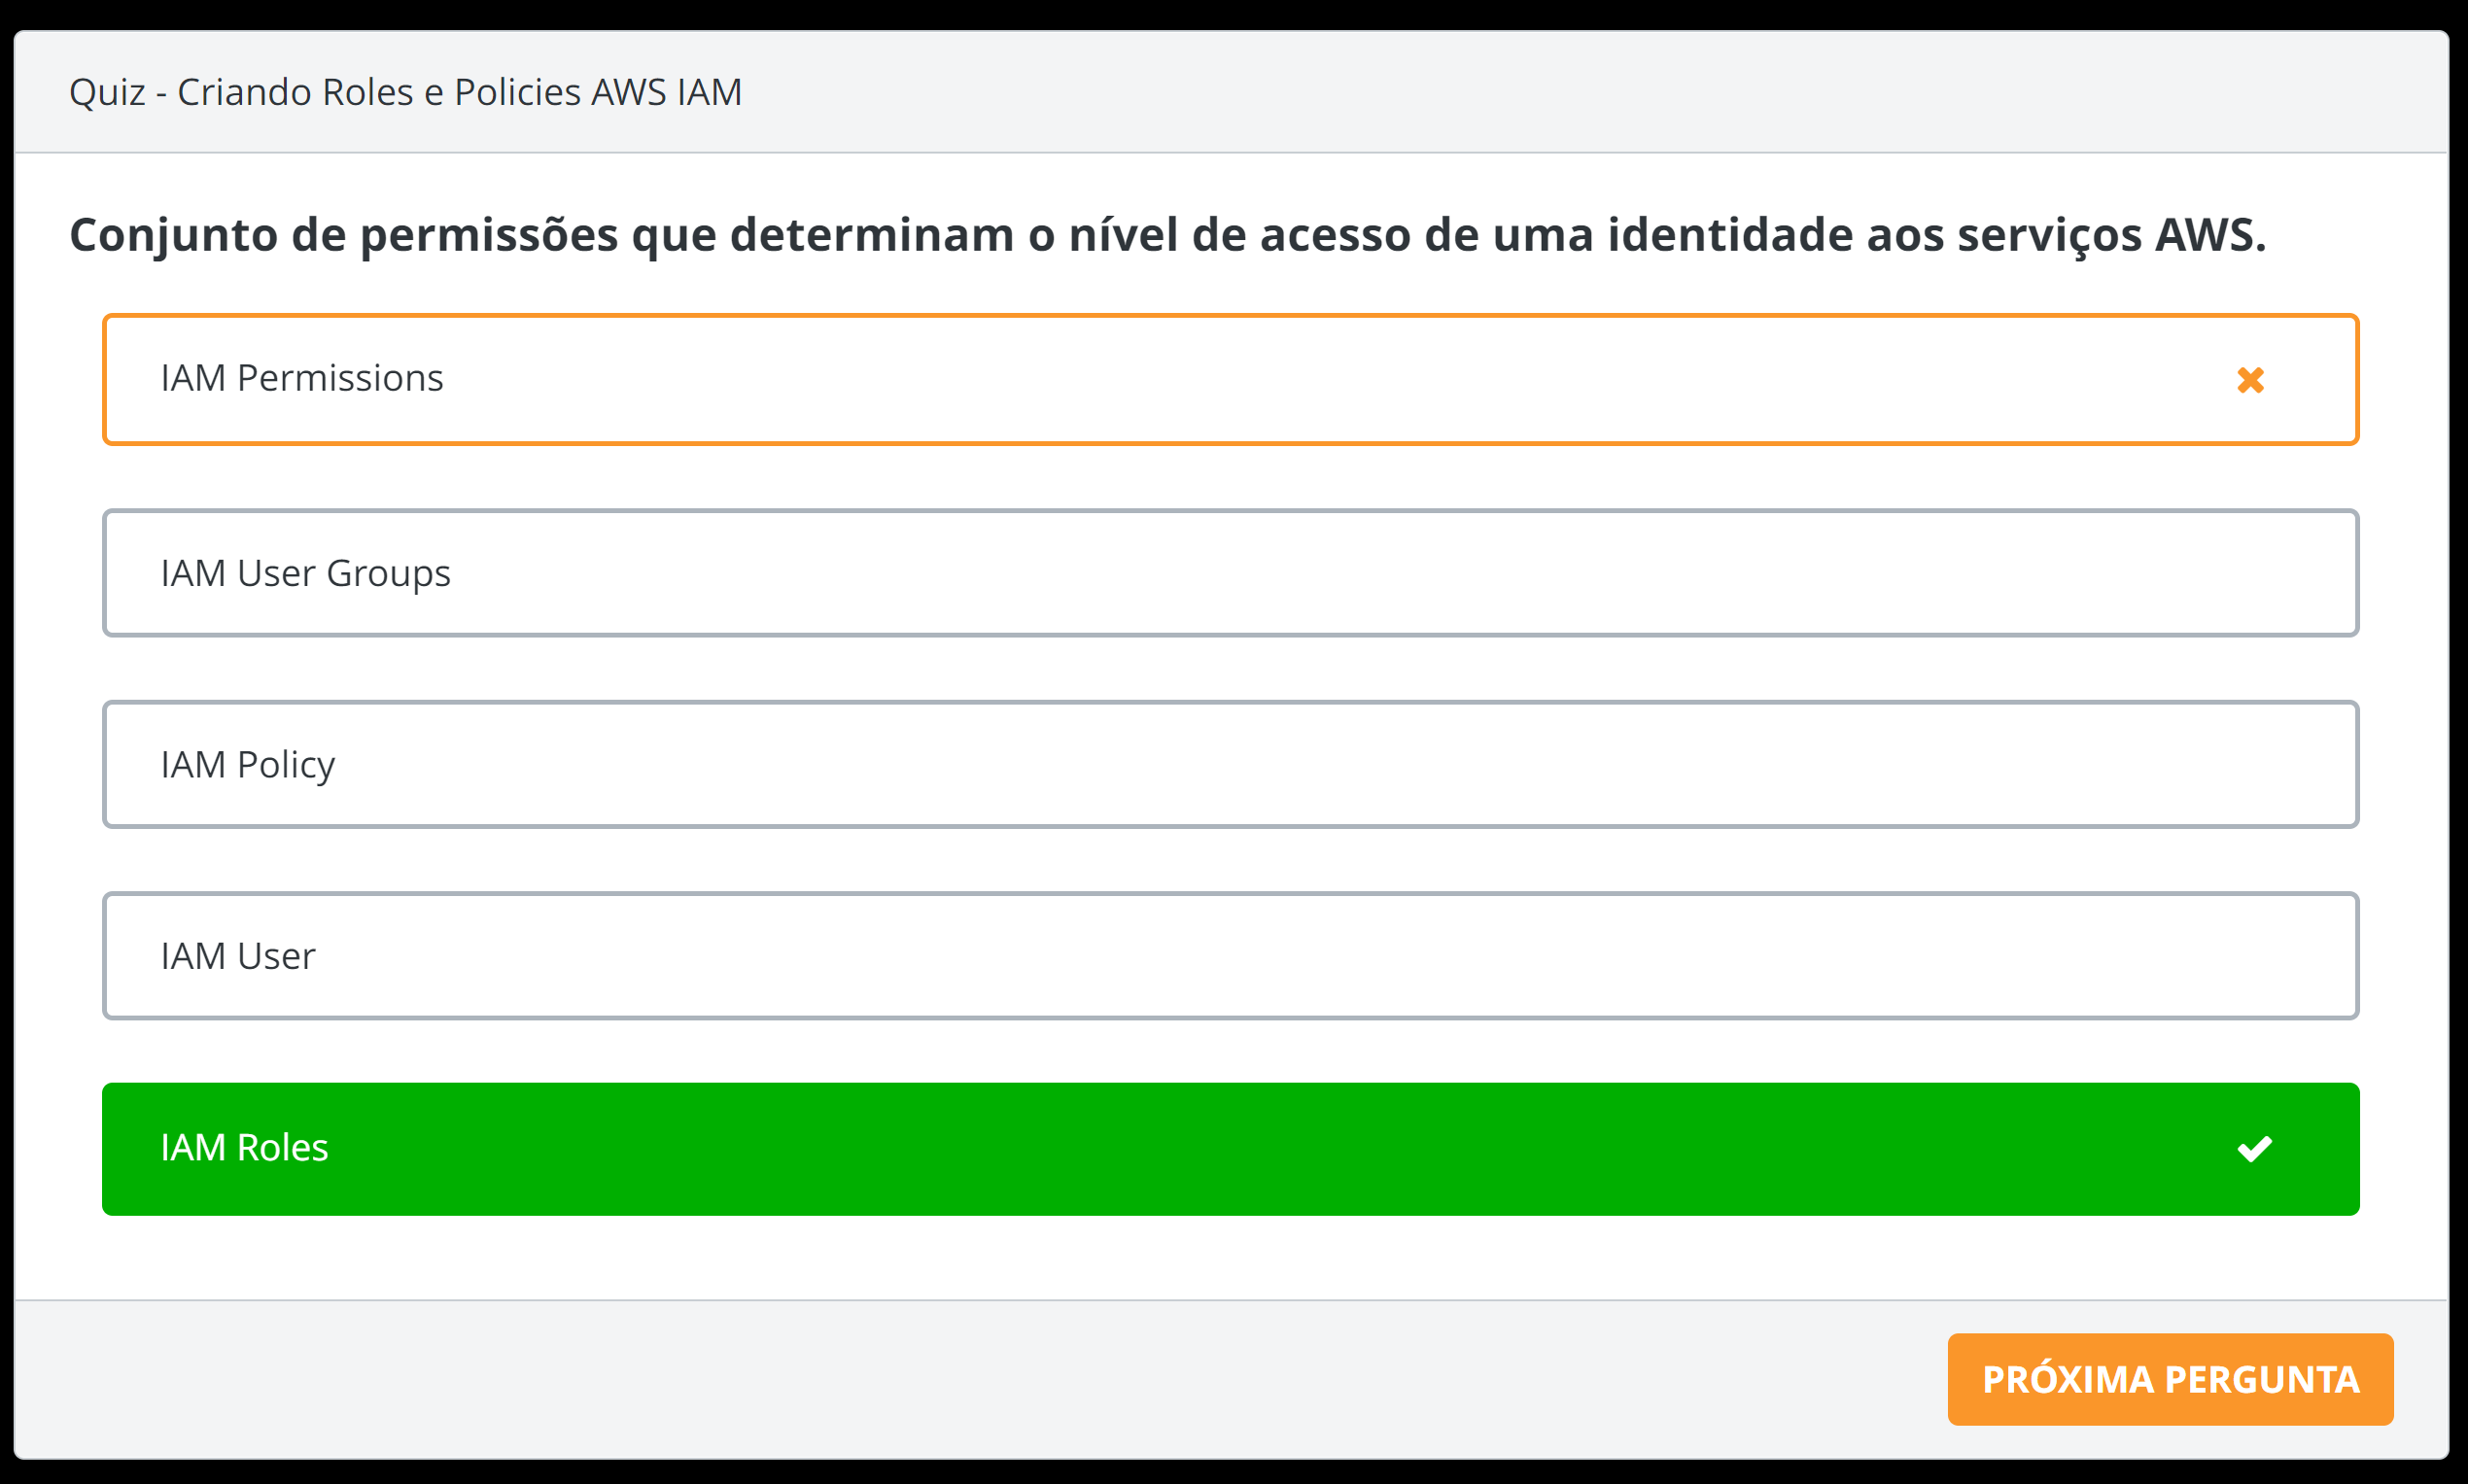 Quiz - Criando Roles e Policies AWS IAM
Conjunto de permissões que determinam o nível de acesso de uma identidade aos serviços AWS.
IAM Permissions
IAM User Groups
IAM Policy
IAM User
IAM Roles
PRÓXIMA PERGUNTA